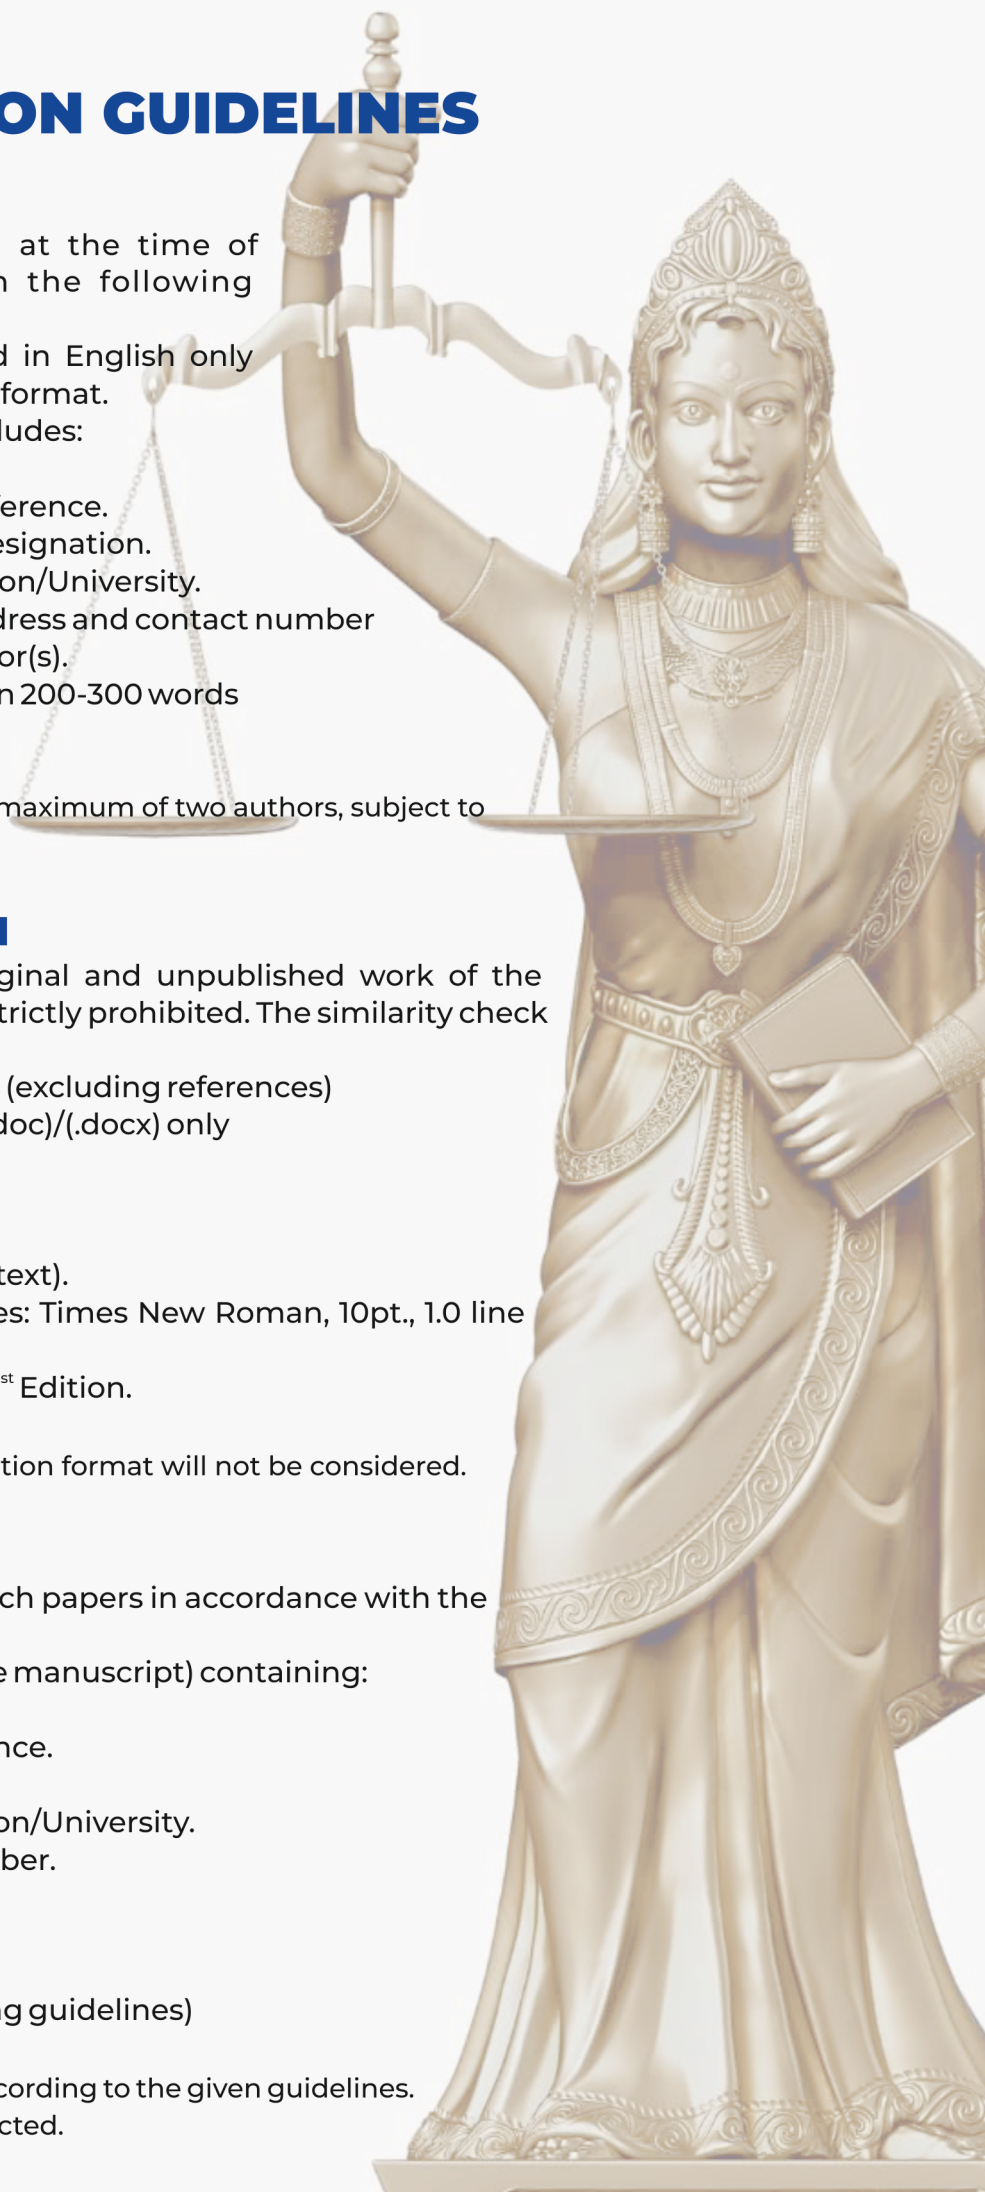 ON GUIDELINES
at the time of
the following
in English only
format.
ludes:
erence.
esignation.
on/University.
dress and contact number
or(s).
n 200-300 words
maximum of two authors, subject to
ginal and unpublished work of the
trictly prohibited. The similarity check
(excluding references)
doc)/(.docx) only
text).
es: Times New Roman, 10pt., 1.0 line
st Edition.
tion format will not be considered.
ch papers in accordance with the
e manuscript) containing:
nce.
on/University.
ber.
g guidelines)
cording to the given guidelines.
cted.